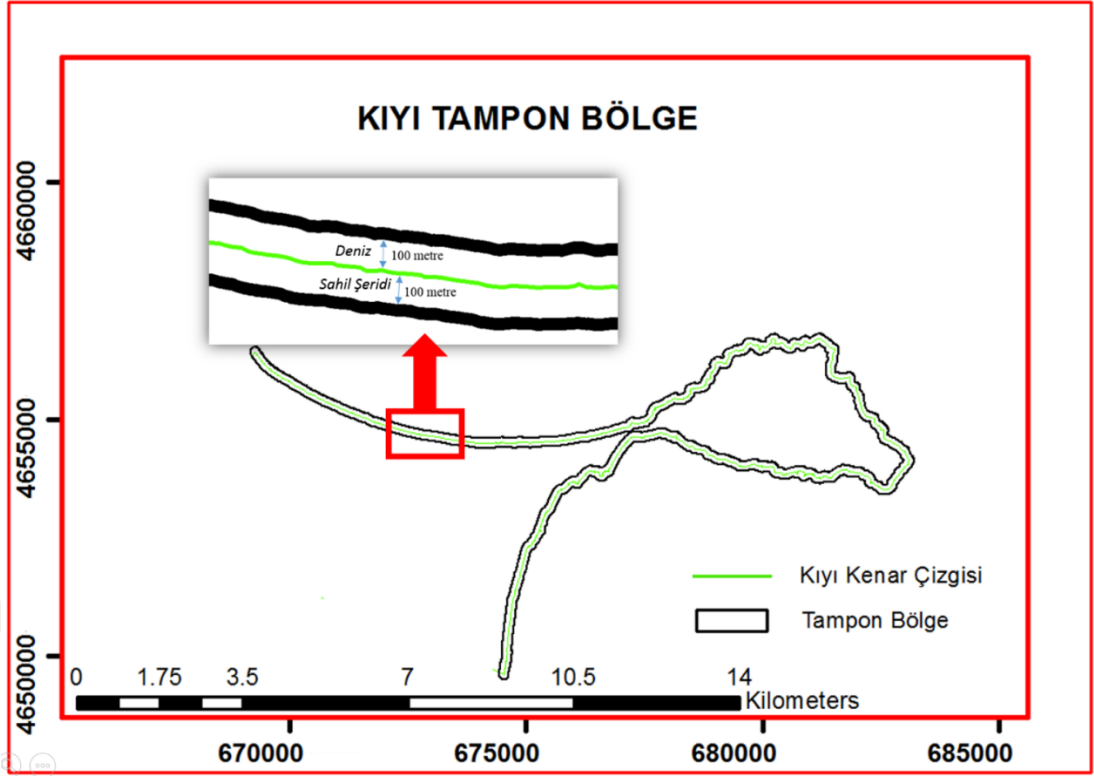 KIYI TAMPON BÖLGE
4660000
4655000
4650000
Deniz
100 metre
Sahil Şeridi
100 metre
Kıyı Kenar Çizgisi
Tampon Bölge
0 1.75 3.5 7 10.5 14
Kilometers
670000 675000 680000 685000